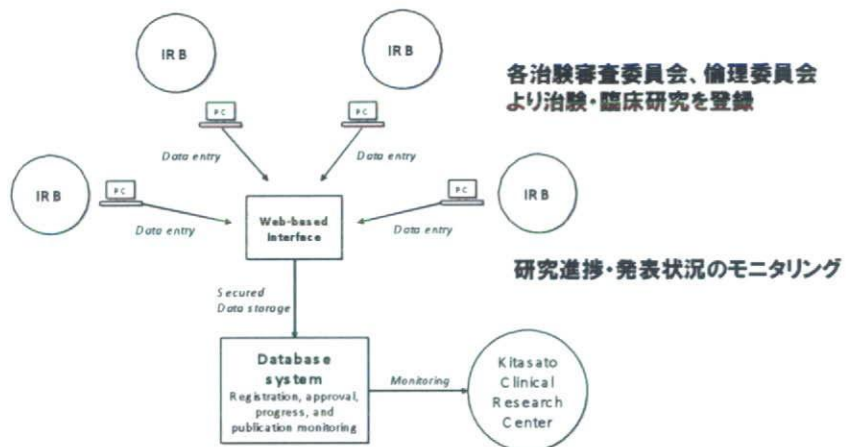 IRB
IRB
各治験審査委員会、倫理委員会
より治験・臨床研究を登録
PC
PC
Data entry
Data entry
IRB
PC
PC
IRB
Data entry
Web-based
interface
Data entry
研究進捗・発表状況のモニタリング
Secured
Data storage
Database
system
Registration, approval,
progress, and
publication monitoring
Monitoring
Kitasato
Clinical
Research
Center